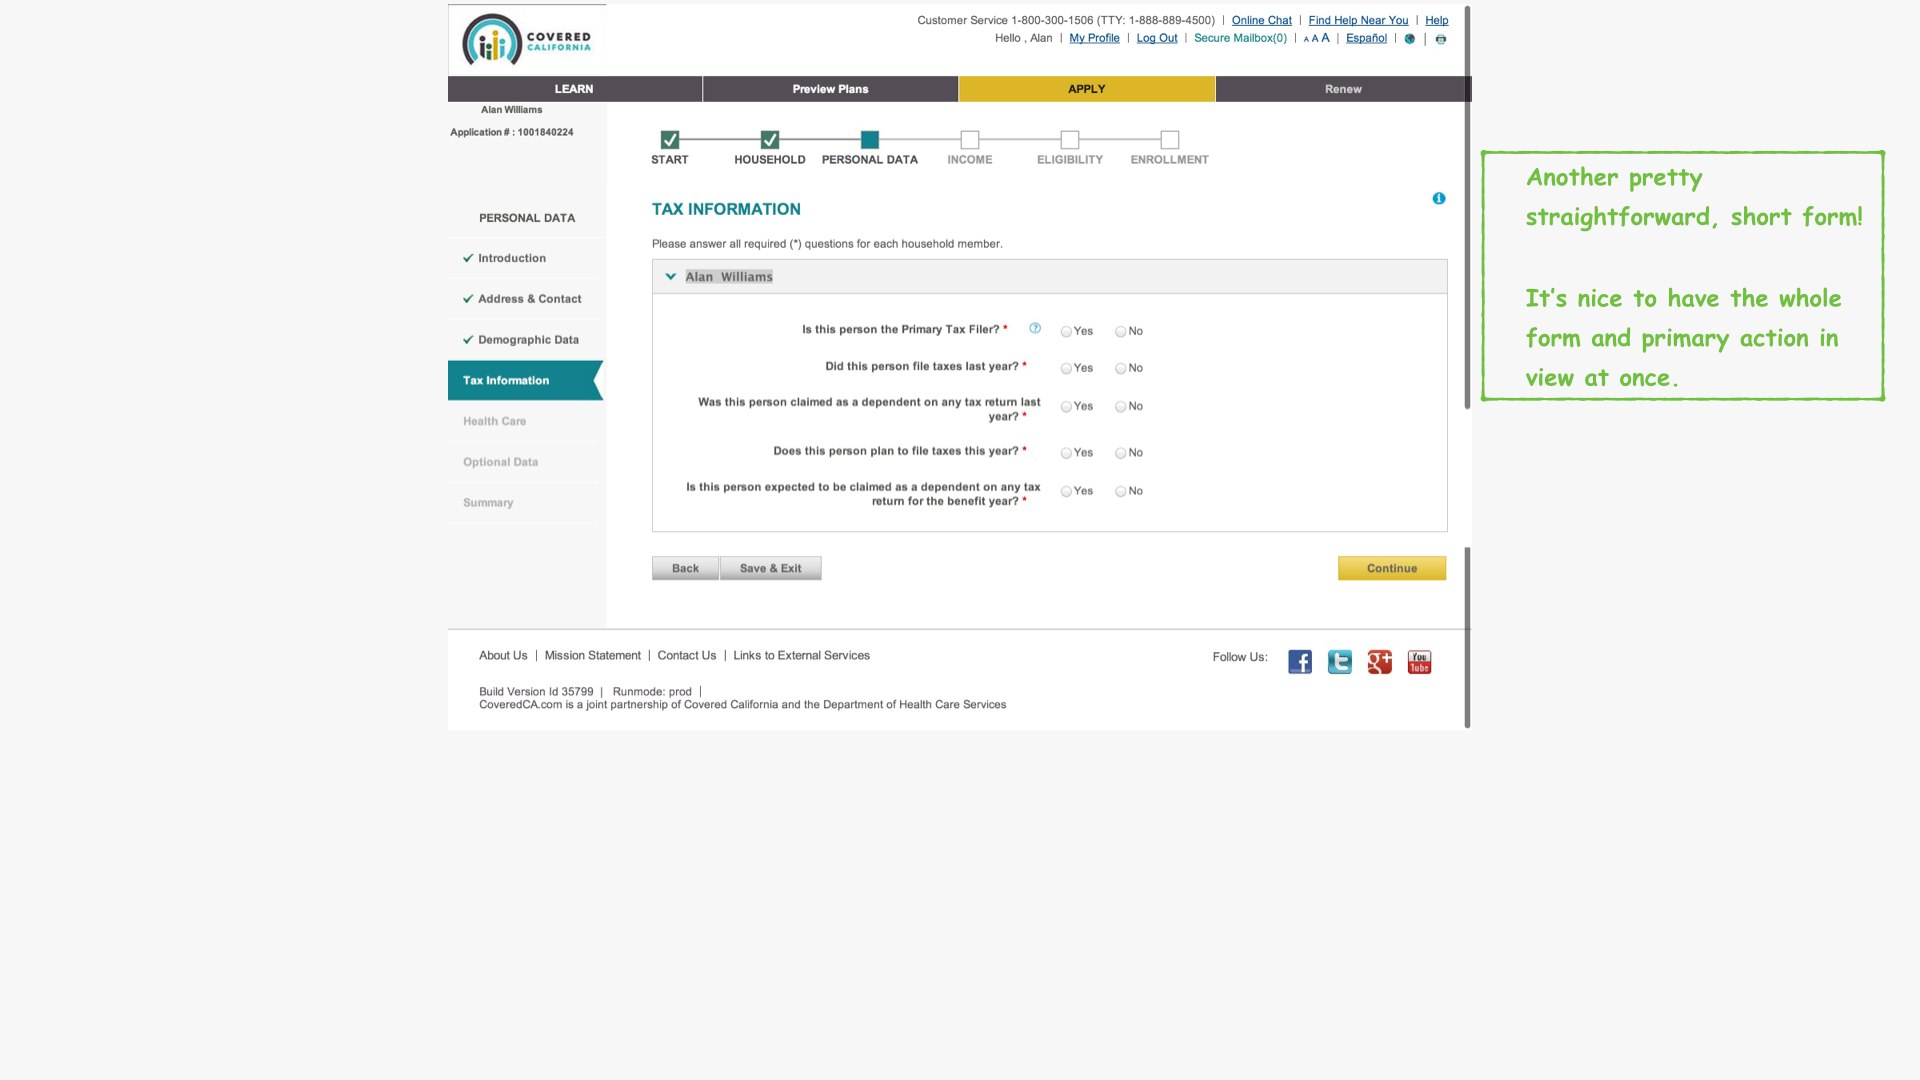 COVERED
CALIFORNIA
Customer Service 1-800-300-1506 (TTY: 1-888-889-4500) | Online Chat | Find Help Near You | Help
Hello , Alan | My Profile | Log Out | Secure Mailbox(0) | A A A | Español | |
LEARN
Preview Plans
APPLY
Renew
Alan Williams
Application # : 1001840224
START
HOUSEHOLD
PERSONAL DATA
INCOME
ELIGIBILITY
ENROLLMENT
PERSONAL DATA
Introduction
Address & Contact
Demographic Data
Tax Information
Health Care
Optional Data
Summary
TAX INFORMATION
Please answer all required (*) questions for each household member.
Alan Williams
Is this person the Primary Tax Filer? * ? Yes No
Did this person file taxes last year? * Yes No
Was this person claimed as a dependent on any tax return last
year? * Yes No
Does this person plan to file taxes this year? * Yes No
Is this person expected to be claimed as a dependent on any tax
return for the benefit year? * Yes No
Back
Save & Exit
Continue
About Us | Mission Statement | Contact Us | Links to External Services
Follow Us:
f
t
g+
You
Tube
Build Version Id 35799 | Runmode: prod |
CoveredCA.com is a joint partnership of Covered California and the Department of Health Care Services
Another pretty
straightforward, short form!
It's nice to have the whole
form and primary action in
view at once.